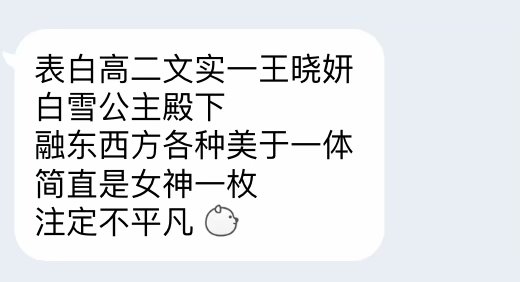 表白高二文实一王晓妍
白雪公主殿下
融东西方各种美于一体
简直是女神一枚
注定不平凡